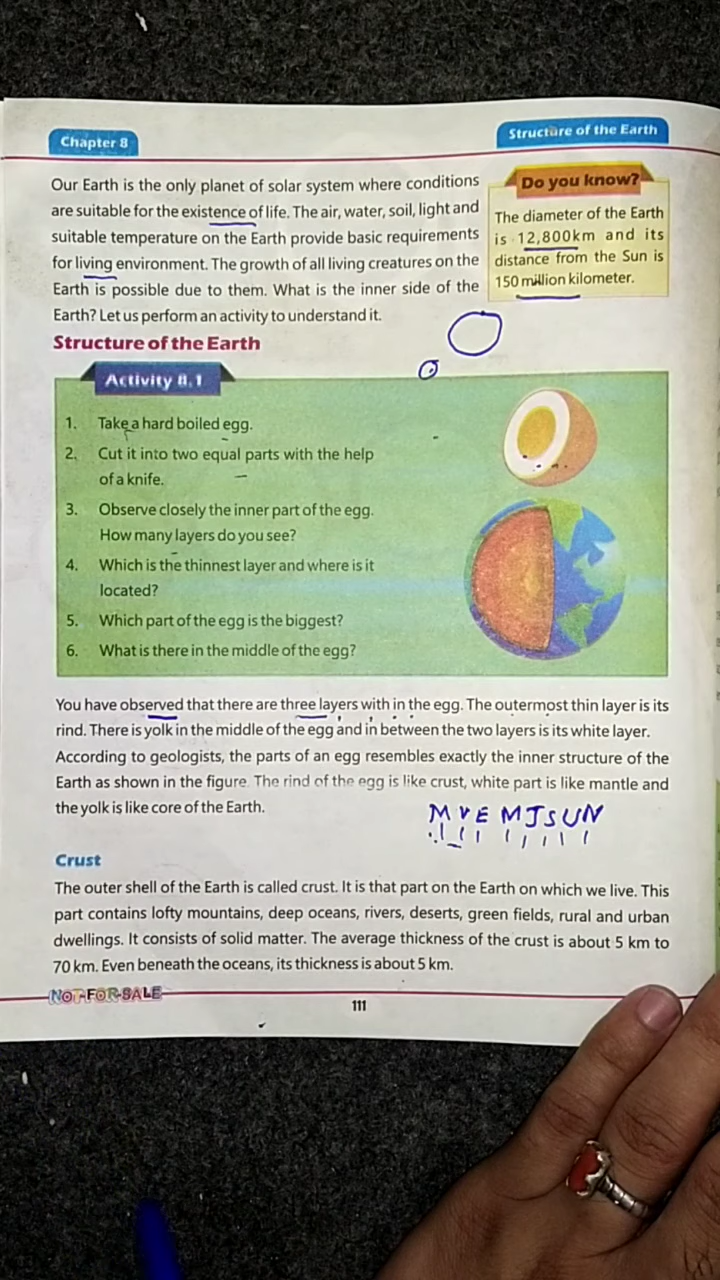 Chapter 8
Structure of the Earth
Our Earth is the only planet of solar system where conditions
are suitable for the existence of life. The air, water, soil, light and
suitable temperature on the Earth provide basic requirements
for living environment. The growth of all living creatures on the
Earth is possible due to them. What is the inner side of the
Earth? Let us perform an activity to understand it.
Do you know?
The diameter of the Earth
is 12,800km and its
distance from the Sun is
150 million kilometer.
Structure of the Earth
Activity 8.1
1. Take a hard boiled egg.
2. Cut it into two equal parts with the help
of a knife.
3. Observe closely the inner part of the egg.
How many layers do you see?
4. Which is the thinnest layer and where is it
located?
5. Which part of the egg is the biggest?
6. What is there in the middle of the egg?
You have observed that there are three layers with in the egg. The outermost thin layer is its
rind. There is yolk in the middle of the egg and in between the two layers is its white layer.
According to geologists, the parts of an egg resembles exactly the inner structure of the
Earth as shown in the figure. The rind of the egg is like crust, white part is like mantle and
the yolk is like core of the Earth.
M V E M J S U N
Crust
The outer shell of the Earth is called crust. It is that part on the Earth on which we live. This
part contains lofty mountains, deep oceans, rivers, deserts, green fields, rural and urban
dwellings. It consists of solid matter. The average thickness of the crust is about 5 km to
70 km. Even beneath the oceans, its thickness is about 5 km.
NOT FOR SALE
111